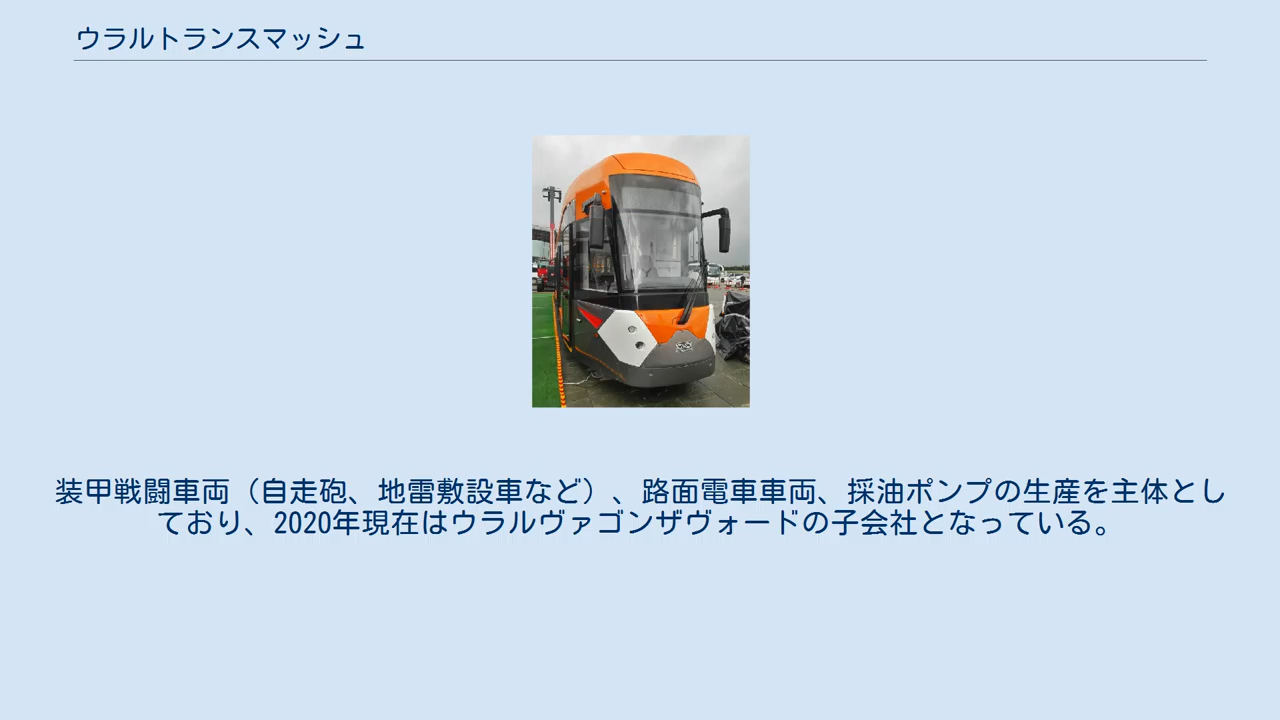 ウラルトランスマッシュ
装甲戦闘車両（自走砲、地雷敷設車など）、路面電車車両、採油ポンプの生産を主体とし
ており、2020年現在はウラルヴァゴンザヴォードの子会社となっている。